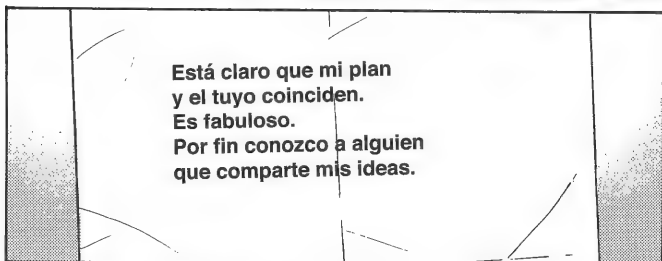 Está claro que mi plan
y el tuyo coinciden.
Es fabuloso.
Por fin conozco a alguien
que comparte mis ideas.